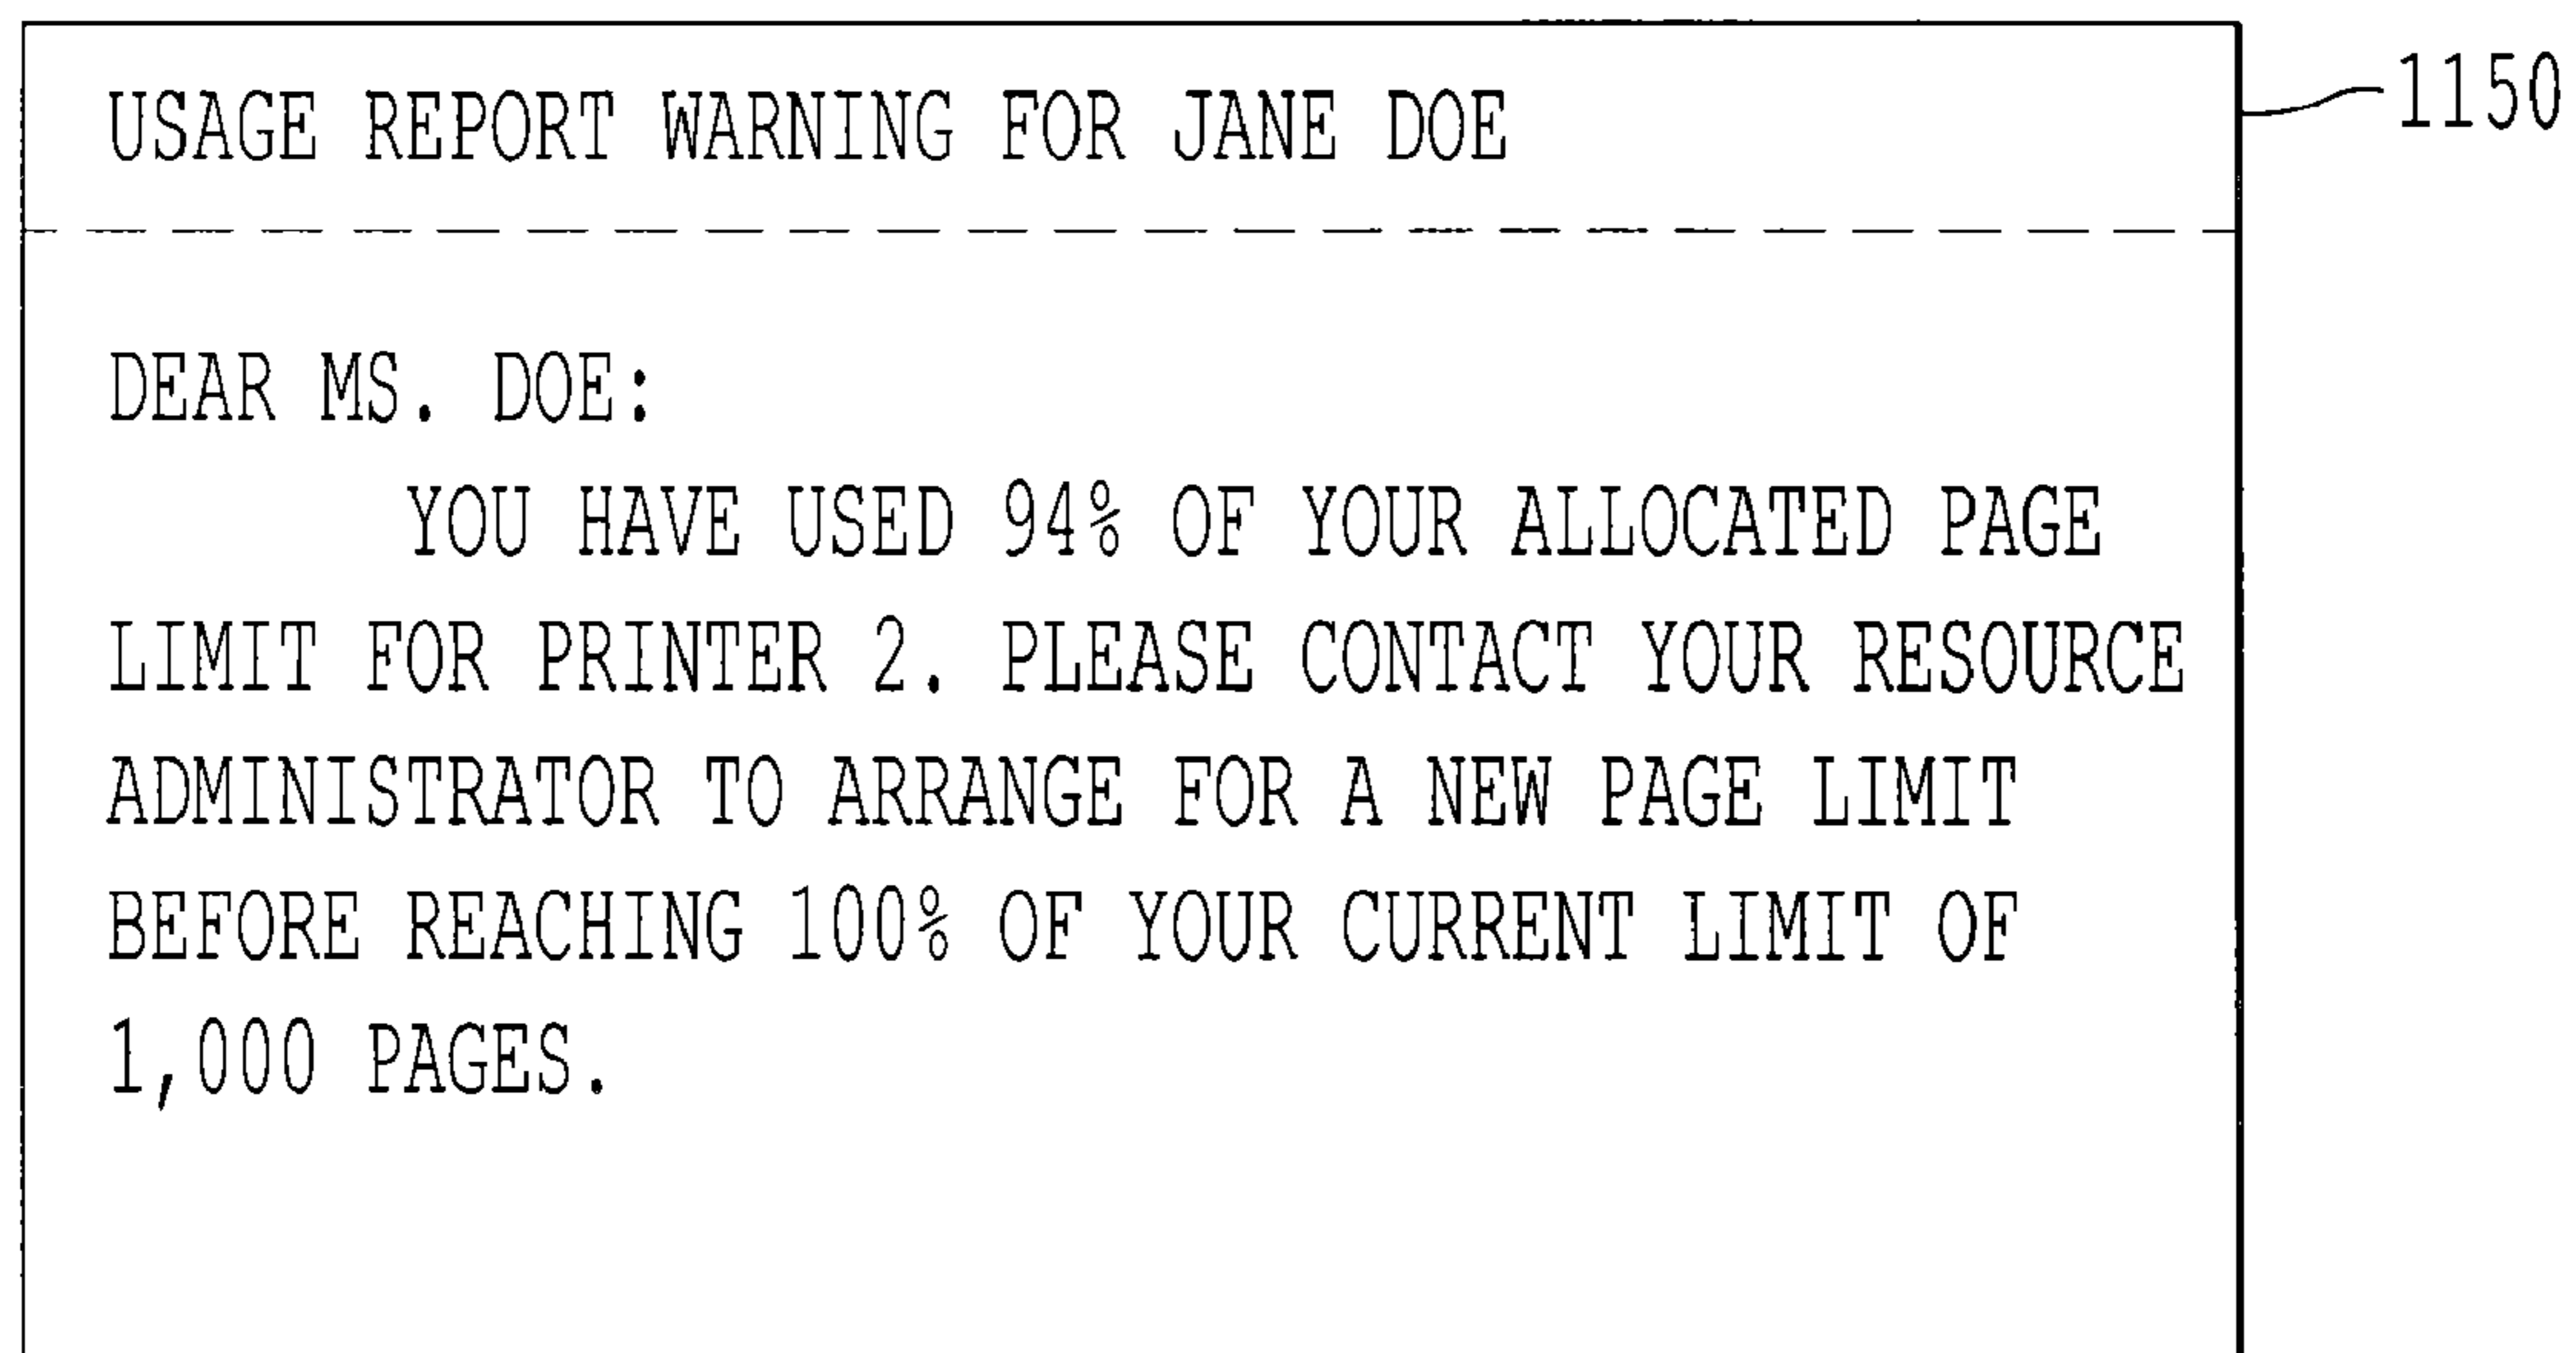 USAGE REPORT WARNING FOR JANE DOE
1150
DEAR MS. DOE:
YOU HAVE USED 94% OF YOUR ALLOCATED PAGE
LIMIT FOR PRINTER 2. PLEASE CONTACT YOUR RESOURCE
ADMINISTRATOR TO ARRANGE FOR A NEW PAGE LIMIT
BEFORE REACHING 100% OF YOUR CURRENT LIMIT OF
1,000 PAGES.